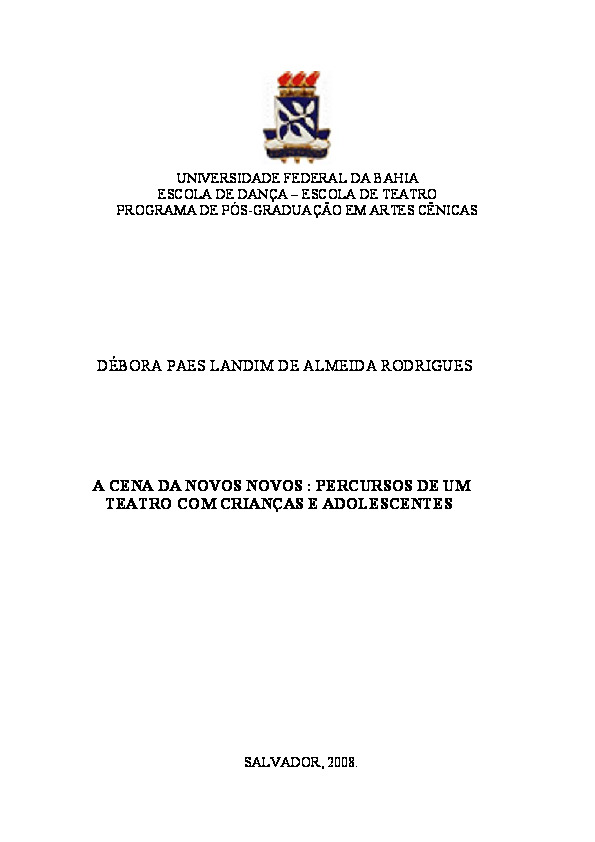 UNIVERSIDADE FEDERAL DA BAHIA
ESCOLA DE DANÇA – ESCOLA DE TEATRO
PROGRAMA DE PÓS-GRADUAÇÃO EM ARTES CÊNICAS
DÉBORA PAES LANDIM DE ALMEIDA RODRIGUES
A CENA DA NOVOS NOVOS : PERCURSOS DE UM
TEATRO COM CRIANÇAS E ADOLESCENTES
SALVADOR, 2008.